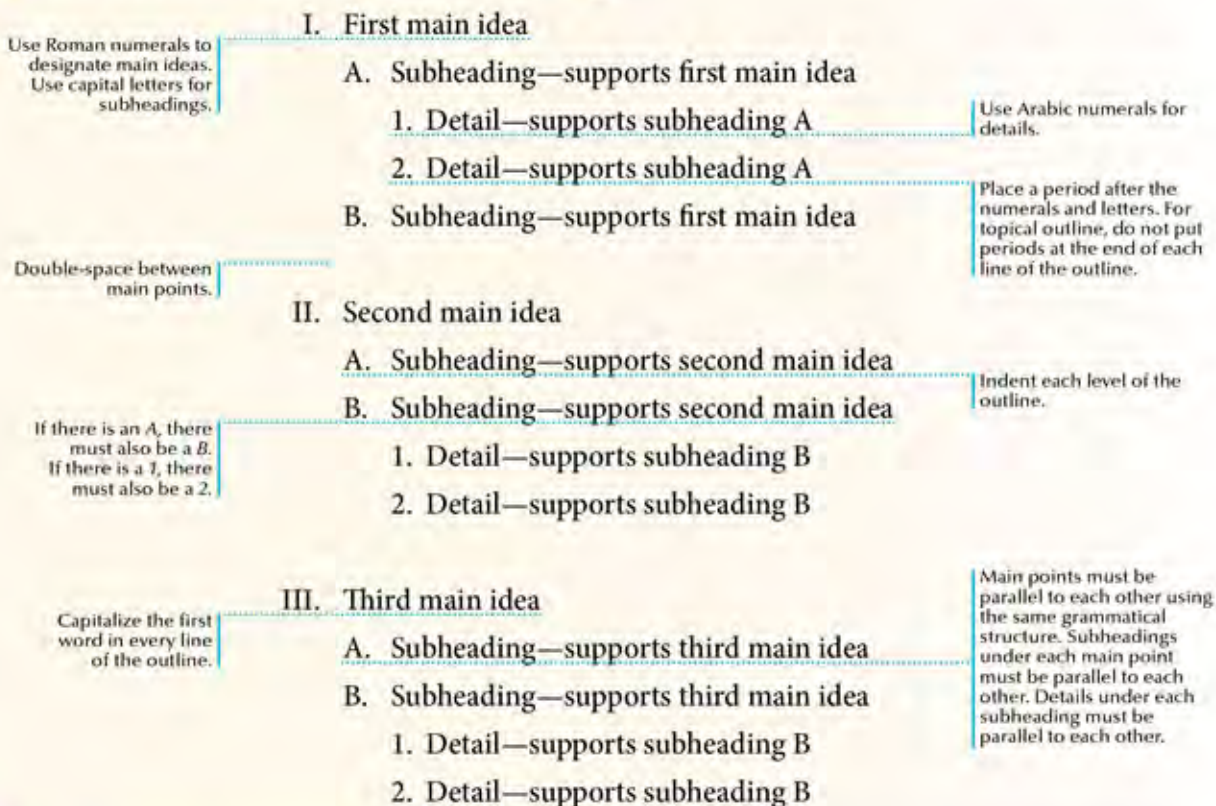 I. First main idea
Use Roman numerals to
designate main ideas.
Use capital letters for
subheadings.
A. Subheading—supports first main idea
1. Detail—supports subheading A
Use Arabic numerals for
details.
2. Detail—supports subheading A
Place a period after the
numerals and letters. For
topical outline, do not put
periods at the end of each
line of the outline.
B. Subheading—supports first main idea
Double-space between
main points.
II. Second main idea
A. Subheading—supports second main idea
Indent each level of the
outline.
B. Subheading—supports second main idea
If there is an A, there
must also be a B.
If there is a 1, there
must also be a 2.
1. Detail—supports subheading B
2. Detail—supports subheading B
III. Third main idea
Capitalize the first
word in every line
of the outline.
A. Subheading—supports third main idea
Main points must be
parallel to each other using
the same grammatical
structure. Subheadings
under each main point
must be parallel to each
other. Details under each
subheading must be
parallel to each other.
B. Subheading—supports third main idea
1. Detail—supports subheading B
2. Detail—supports subheading B